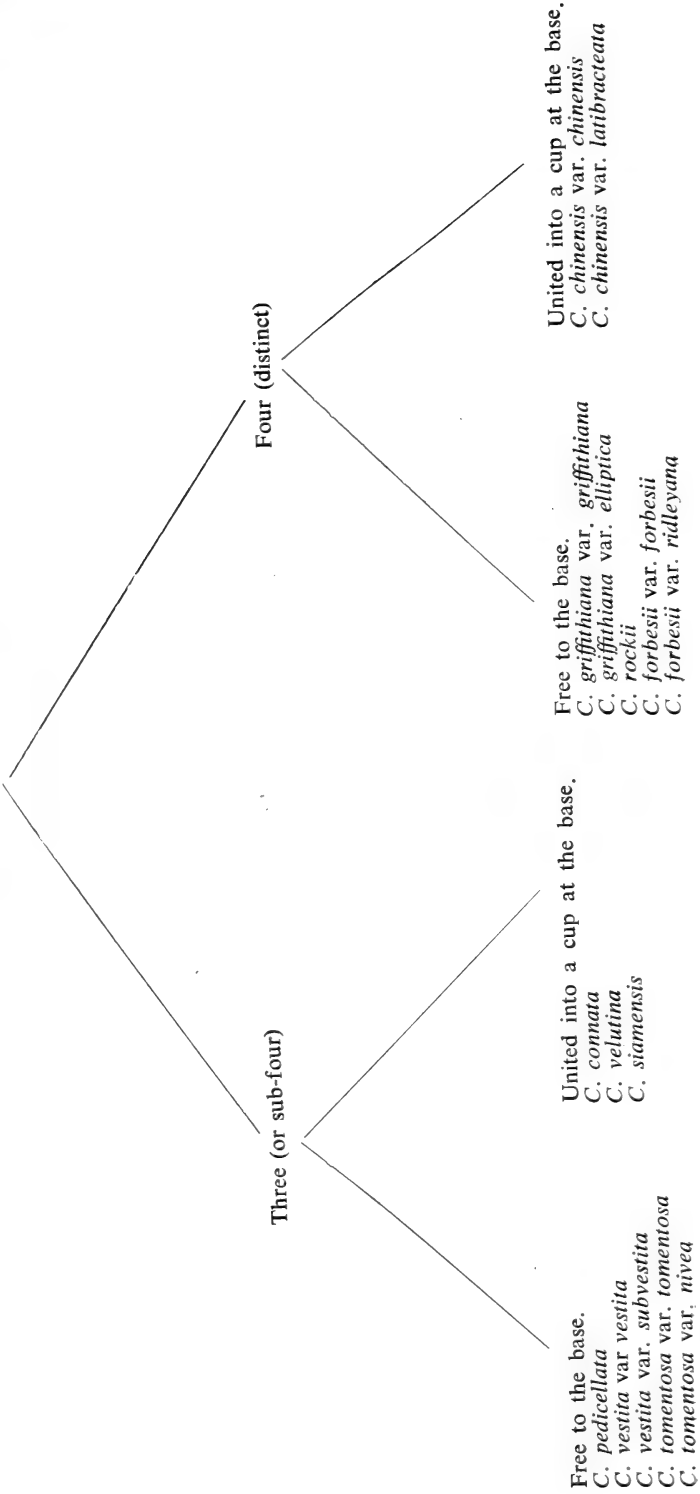 Three (or sub-four)
Four (distinct)
Free to the base.
C. pedicellata
C. vestita var vestita
C. vestita var. subvestita
C. tomentosa var. tomentosa
C. tomentosa var. nivea
United into a cup at the base.
C. connata
C. velutina
C. siamensis
Free to the base.
C. griffithiana var. griffithiana
C. griffithiana var. elliptica
C. rockii
C. forbesii var. forbesii
C. forbesii var. ridleyana
United into a cup at the base.
C. chinensis var. chinensis
C. chinensis var. latibracteata